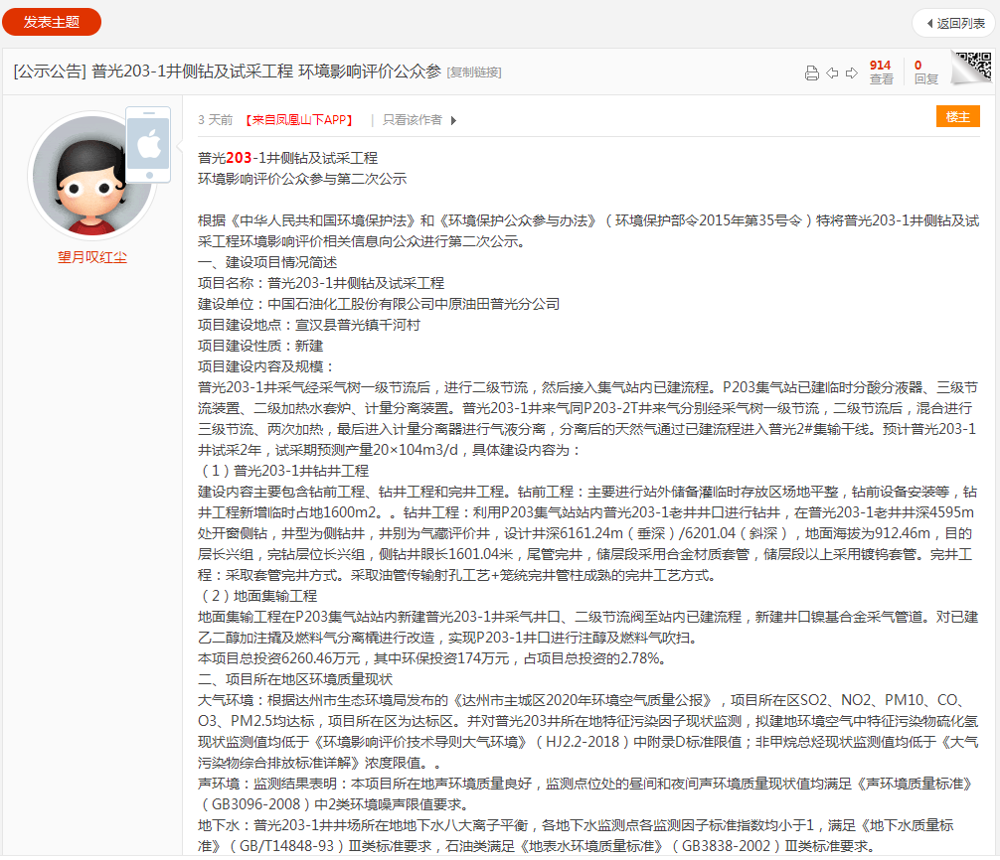 发表主题
返回列表
[公示公告] 普光203-1井侧钻及试采工程 环境影响评价公众参 [复制链接]
914
查看
0
回复
3 天前 【来自凤凰山下APP】 | 只看该作者
楼主
望月叹红尘
普光203-1井侧钻及试采工程
环境影响评价公众参与第二次公示
根据《中华人民共和国环境保护法》和《环境保护公众参与办法》（环境保护部令2015年第35号令）特将普光203-1井侧钻及试
采工程环境影响评价相关信息向公众进行第二次公示。
一、建设项目情况简述
项目名称：普光203-1井侧钻及试采工程
建设单位：中国石油化工股份有限公司中原油田普光分公司
项目建设地点：宣汉县普光镇千河村
项目建设性质：新建
项目建设内容及规模：
普光203-1井采气经采气树一级节流后，进行二级节流，然后接入集气站内已建流程。P203集气站已建临时分酸分液器、三级节
流装置、二级加热水套炉、计量分离装置。普光203-1井来气同P203-2T井来气分别经采气树一级节流，二级节流后，混合进行
三级节流、两次加热，最后进入计量分离器进行气液分离，分离后的天然气通过已建流程进入普光2#集输干线。预计普光203-1
井试采2年，试采期预测产量20×104m3/d，具体建设内容为：
（1）普光203-1井钻井工程
建设内容主要包含钻前工程、钻井工程和完井工程。钻前工程：主要进行站外储备灌临时存放区场地平整，钻前设备安装等，钻
井工程新增临时占地1600m2。。钻井工程：利用P203集气站站内普光203-1老井井口进行钻井，在普光203-1老井井深4595m
处开窗侧钻，井型为侧钻井，井别为气藏评价井，设计井深6161.24m（垂深）/6201.04（斜深），地面海拔为912.46m，目的
层长兴组，完钻层位长兴组，侧钻井眼长1601.04米，尾管完井，储层段采用合金材质套管，储层段以上采用镀钨套管。完井工
程：采取套管完井方式。采取油管传输射孔工艺+笼统完井管柱成熟的完井工艺方式。
（2）地面集输工程
地面集输工程在P203集气站站内新建普光203-1井采气井口、二级节流阀至站内已建流程，新建井口镍基合金采气管道。对已建
乙二醇加注撬及燃料气分离橇进行改造，实现P203-1井口进行注醇及燃料气吹扫。
本项目总投资6260.46万元，其中环保投资174万元，占项目总投资的2.78%。
二、项目所在地区环境质量现状
大气环境：根据达州市生态环境局发布的《达州市主城区2020年环境空气质量公报》，项目所在区SO2、NO2、PM10、CO、
O3、PM2.5均达标，项目所在区为达标区。并对普光203井所在地特征污染因子现状监测，拟建地环境空气中特征污染物硫化氢
现状监测值均低于《环境影响评价技术导则大气环境》（HJ2.2-2018）中附录D标准限值；非甲烷总烃现状监测值均低于《大气
污染物综合排放标准详解》浓度限值。。
声环境：监测结果表明：本项目所在地声环境质量良好，监测点位处的昼间和夜间声环境质量现状值均满足《声环境质量标准》
（GB3096-2008）中2类环境噪声限值要求。
地下水：普光203-1井井场所在地地下水八大离子平衡，各地下水监测点各监测因子标准指数均小于1，满足《地下水质量标
准》（GB/T14848-93）Ⅲ类标准要求，石油类满足《地表水环境质量标准》（GB3838-2002）Ⅲ类标准要求。